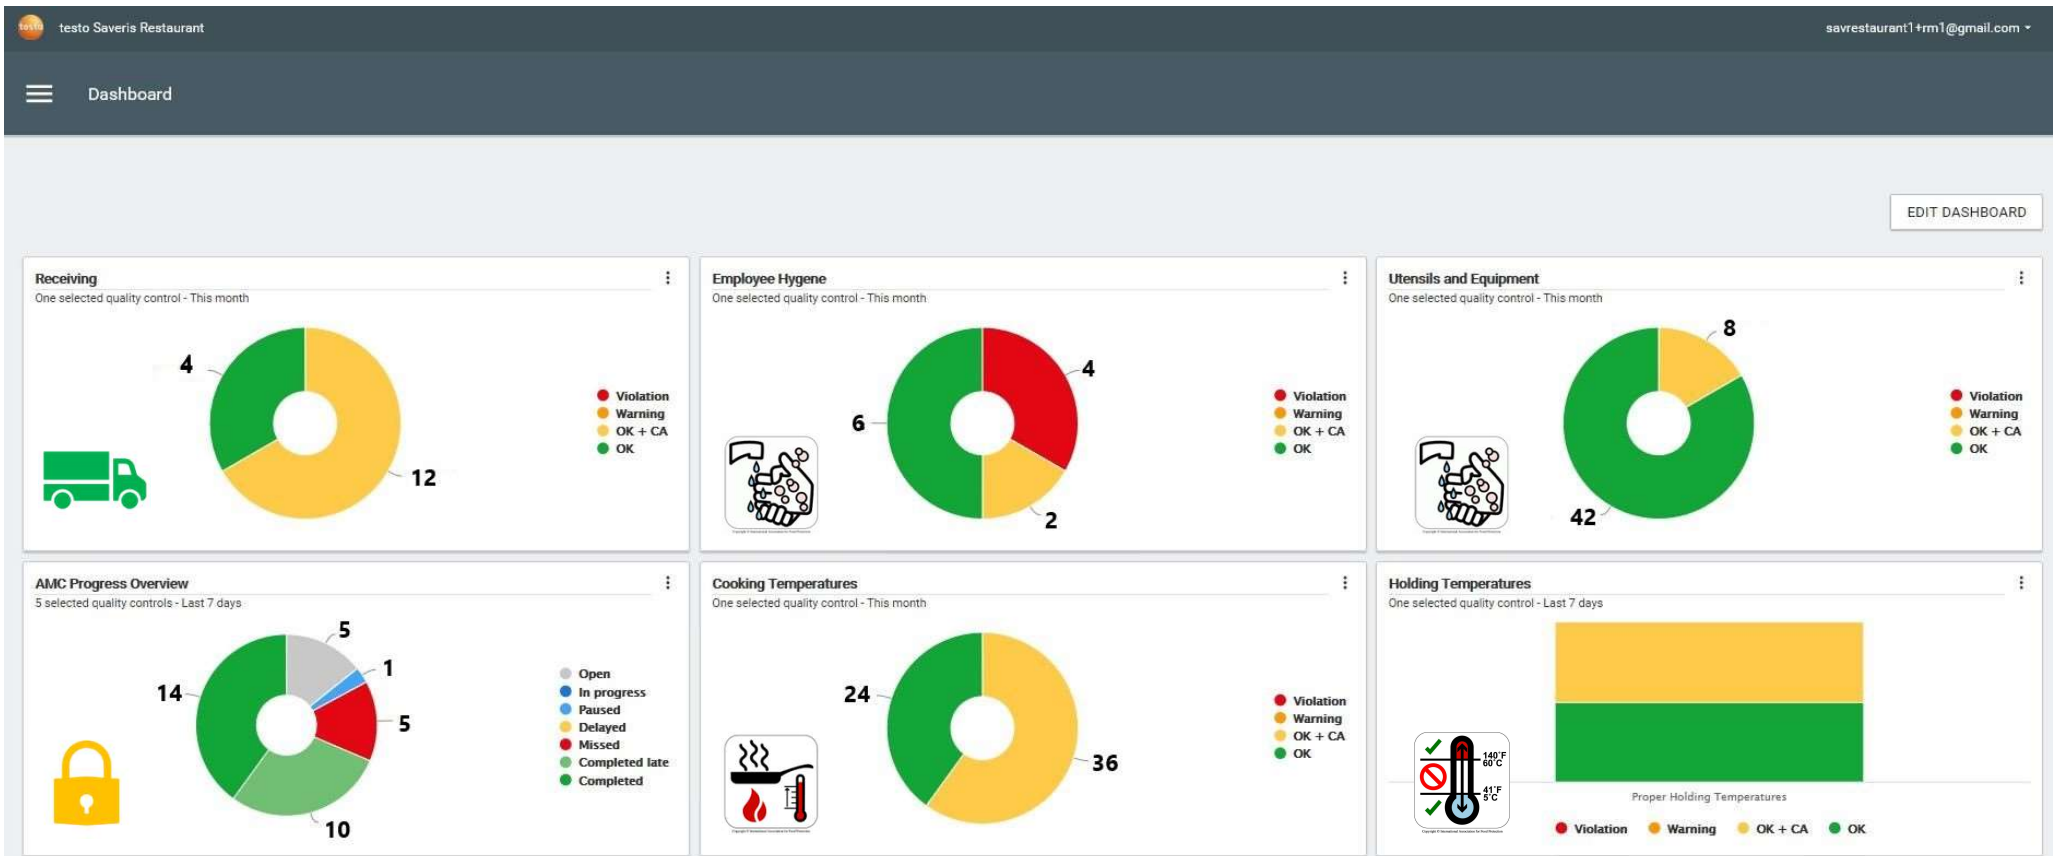 testo
testo Saveris Restaurant
savrestaurant1+rm1@gmail.com
Dashboard
EDIT DASHBOARD
Receiving
One selected quality control - This month
4
12
Violation
Warning
OK + CA
OK
Employee Hygene
One selected quality control - This month
4
6
2
Violation
Warning
OK + CA
OK
Utensils and Equipment
One selected quality control - This month
8
42
Violation
Warning
OK + CA
OK
AMC Progress Overview
5 selected quality controls - Last 7 days
5
1
14
5
10
Open
In progress
Paused
Delayed
Missed
Completed late
Completed
Cooking Temperatures
One selected quality control - This month
24
36
Violation
Warning
OK + CA
OK
Holding Temperatures
One selected quality control - Last 7 days
140°F
60°C
41°F
5°C
Proper Holding Temperatures
Violation
Warning
OK + CA
OK